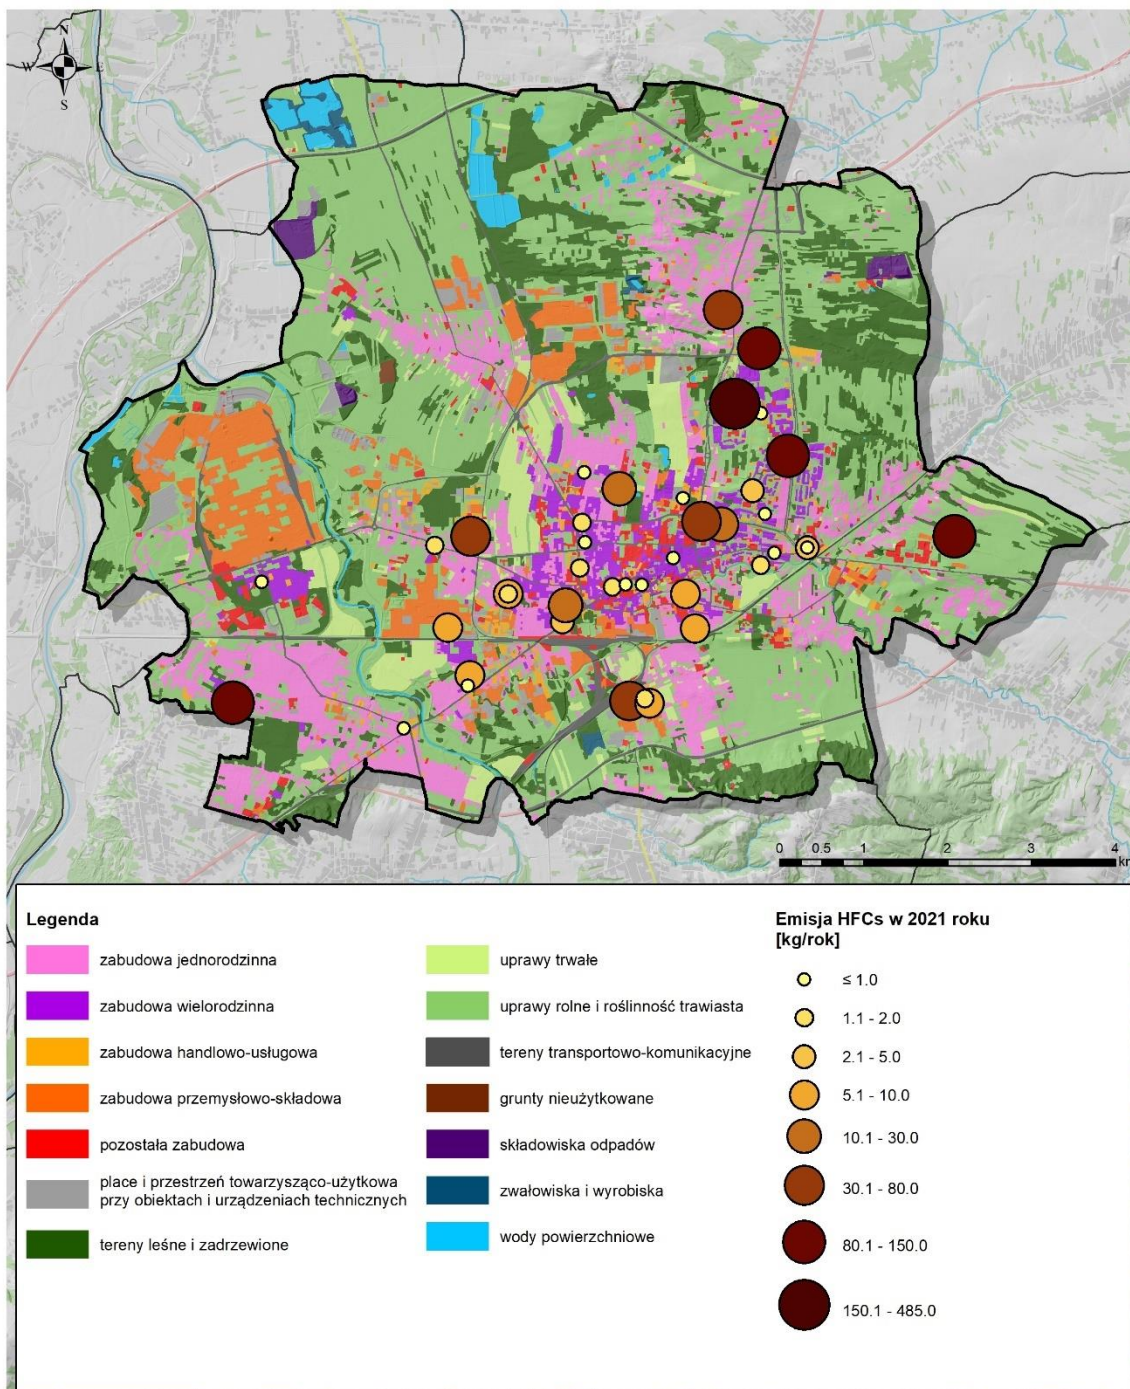 N
W
E
S
Powiat Tarnowski
0 0.5 1 2 3 4
km
Legenda
zabudowa jednorodzinna
zabudowa wielorodzinna
zabudowa handlowo-usługowa
zabudowa przemysłowo-składowa
pozostała zabudowa
place i przestrzeń towarzysząco-użytkowa
przy obiektach i urządzeniach technicznych
tereny leśne i zadrzewione
uprawy trwałe
uprawy rolne i roślinność trawiasta
tereny transportowo-komunikacyjne
grunty nieużytkowane
składowiska odpadów
zwałowiska i wyrobiska
wody powierzchniowe
Emisja HFCs w 2021 roku
[kg/rok]
≤ 1.0
1.1 - 2.0
2.1 - 5.0
5.1 - 10.0
10.1 - 30.0
30.1 - 80.0
80.1 - 150.0
150.1 - 485.0